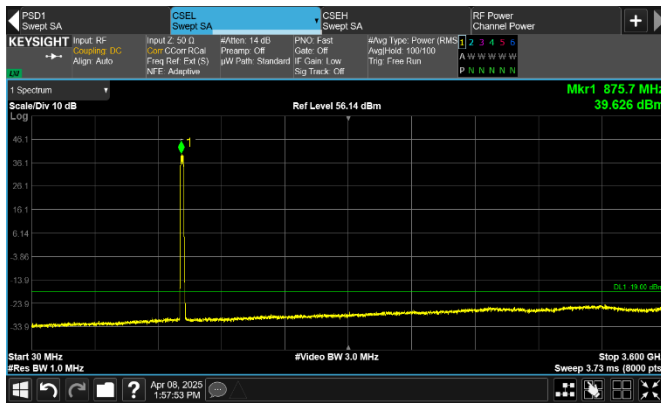 PSD1
Swept SA
CSEL
Swept SA
CSEH
Swept SA
RF Power
Channel Power
KEYSIGHT
Input: RF
Coupling: DC
Align: Auto
Input Z: 50 Ω
Corr CCorr RCal
Freq Ref: Ext (S)
NFE: Adaptive
#Atten: 14 dB
Preamp: Off
µW Path: Standard
PNO: Fast
Gate: Off
IF Gain: Low
Sig Track: Off
#Avg Type: Power (RMS
Avg|Hold: 100/100
Trig: Free Run
1 2 3 4 5 6
A W W W W W
P N N N N N
1 Spectrum
Scale/Div 10 dB
Ref Level 56.14 dBm
Mkr1 875.7 MHz
39.626 dBm
Log
46.1
36.1
26.1
16.1
6.14
-3.86
-13.9
-23.9
-33.9
1
Start 30 MHz
#Video BW 3.0 MHz
Stop 3.600 GH
#Res BW 1.0 MHz
Sweep 3.73 ms (8000 pts
Apr 08, 2025
1:57:53 PM